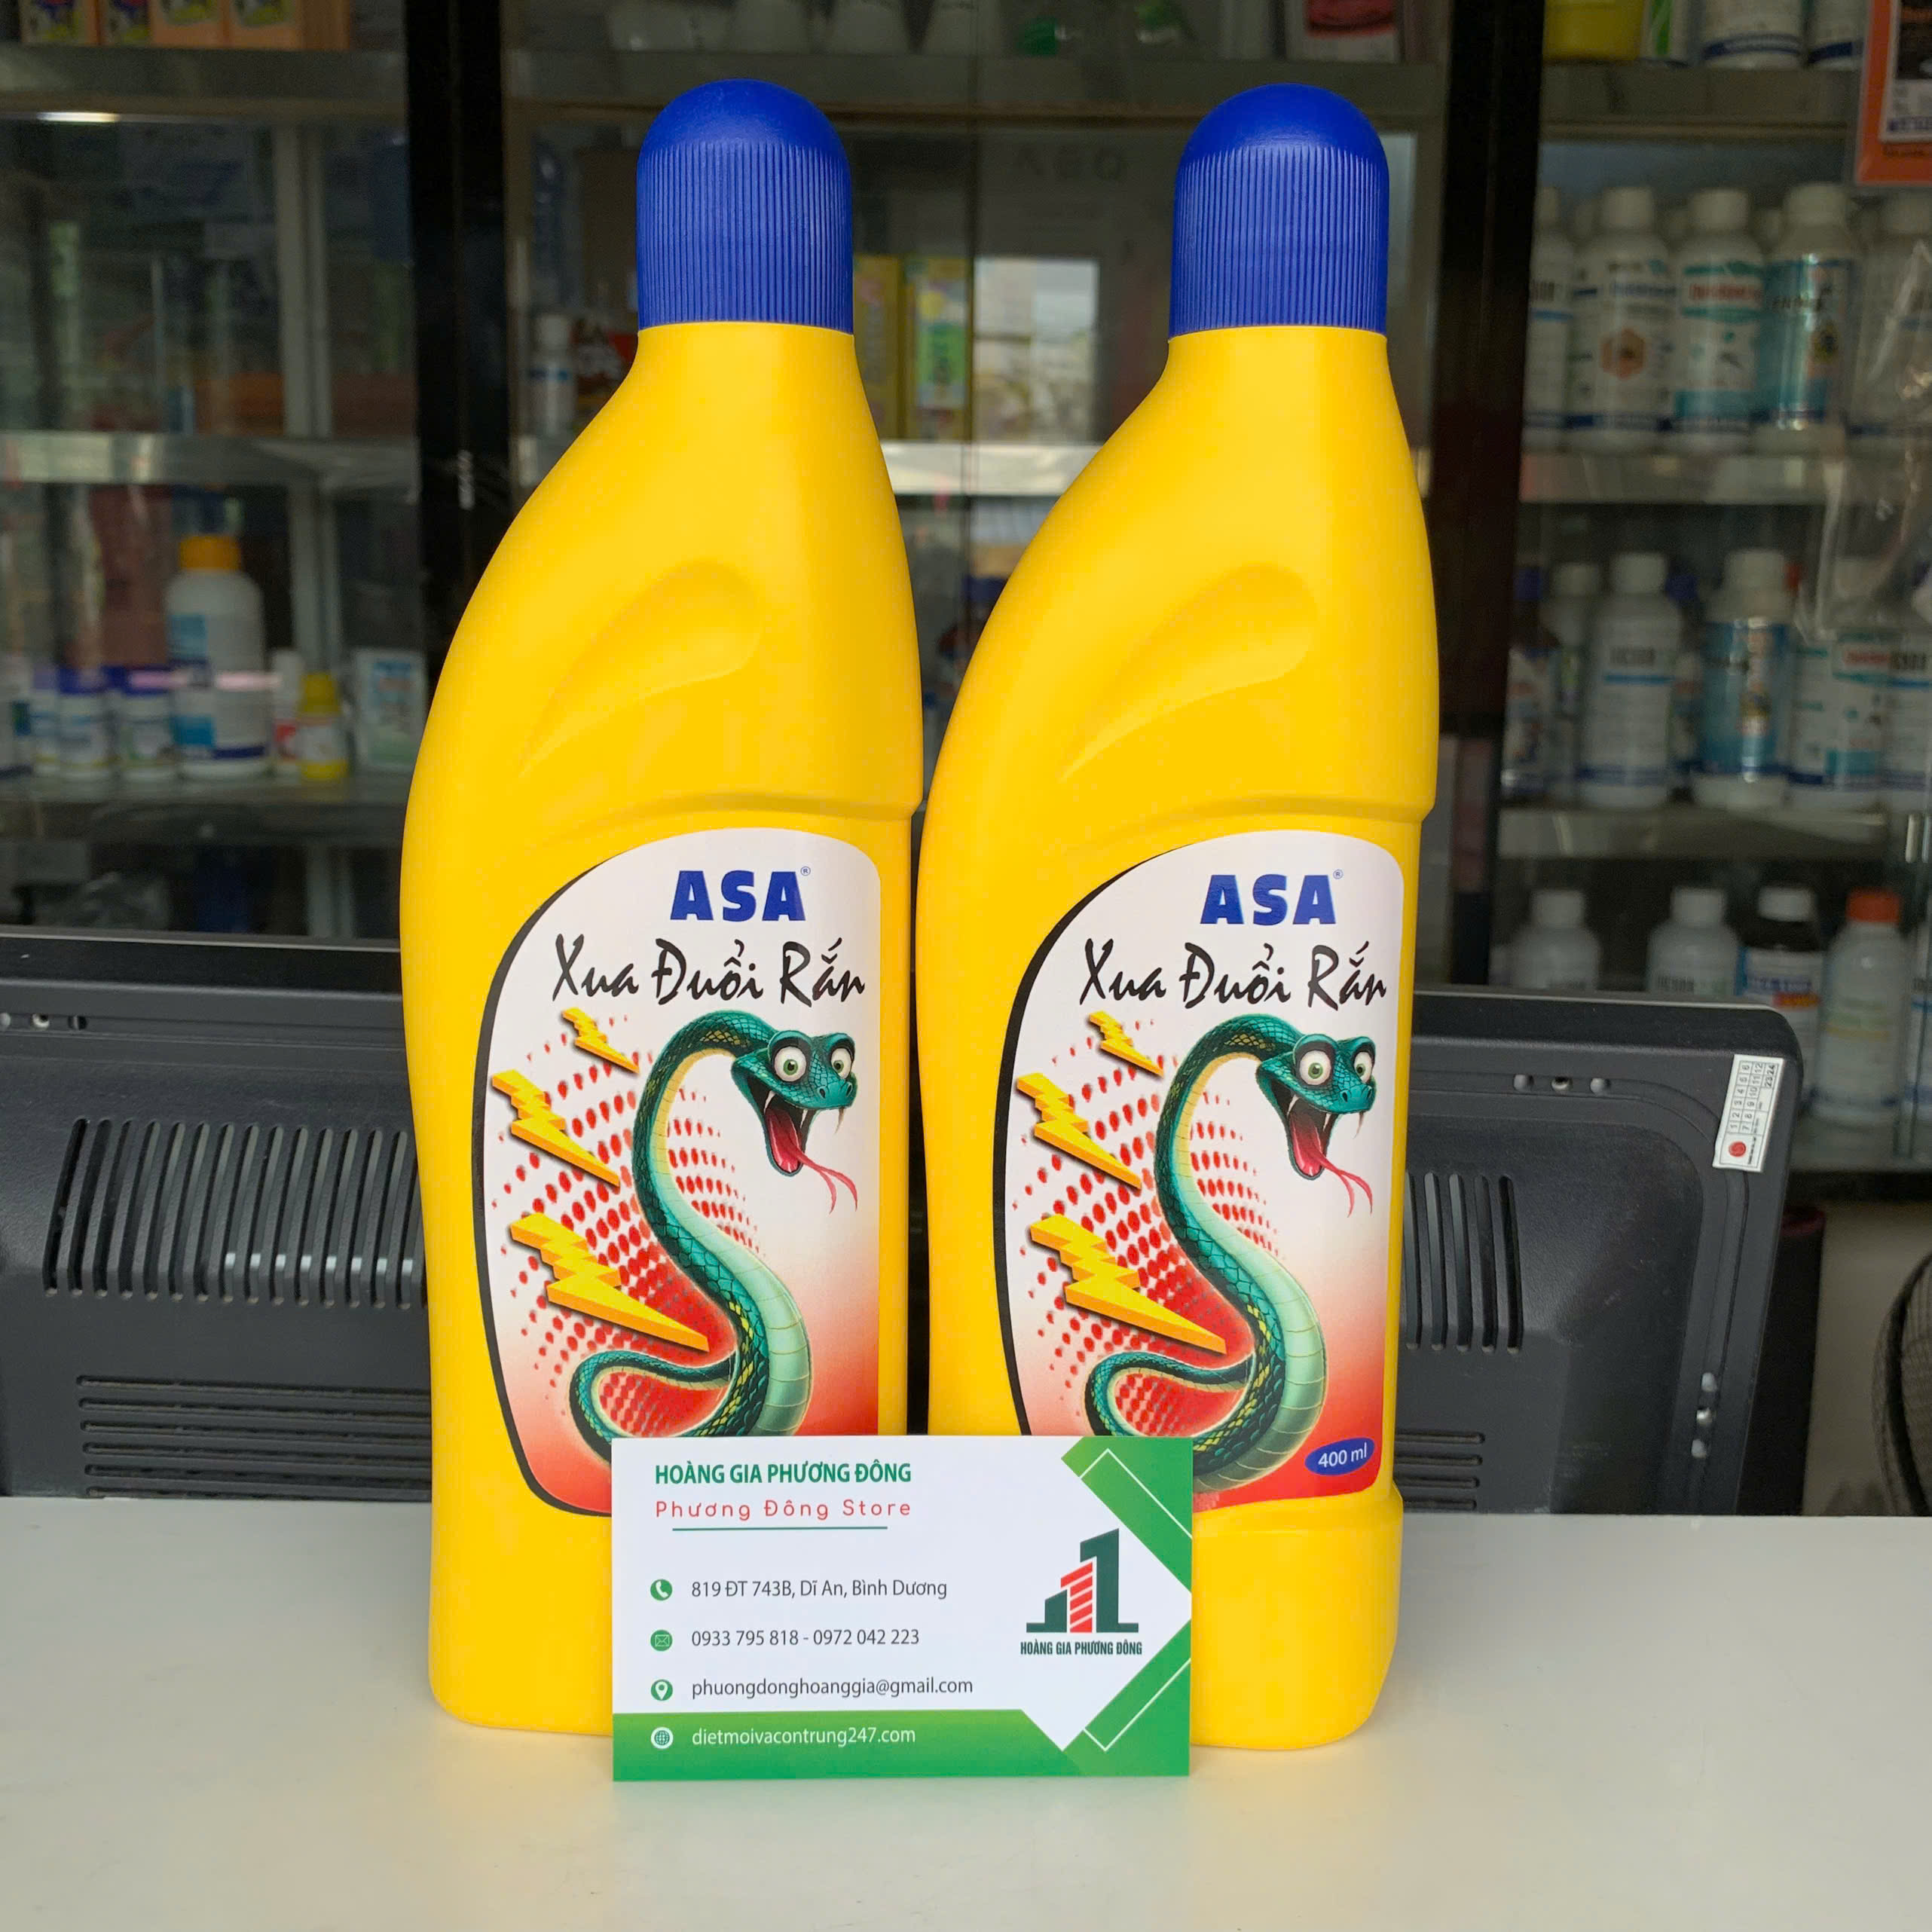 ASA®
Xua Đuổi Rắn
ASA®
Xua Đuổi Rắn
400 ml
HOÀNG GIA PHƯƠNG ĐÔNG
Phương Đông Store
819 ĐT 743B, Dĩ An, Bình Dương
0933 795 818 - 0972 042 223
phuongdonghoanggia@gmail.com
dietmoivacontrung247.com
HOÀNG GIA PHƯƠNG ĐÔNG